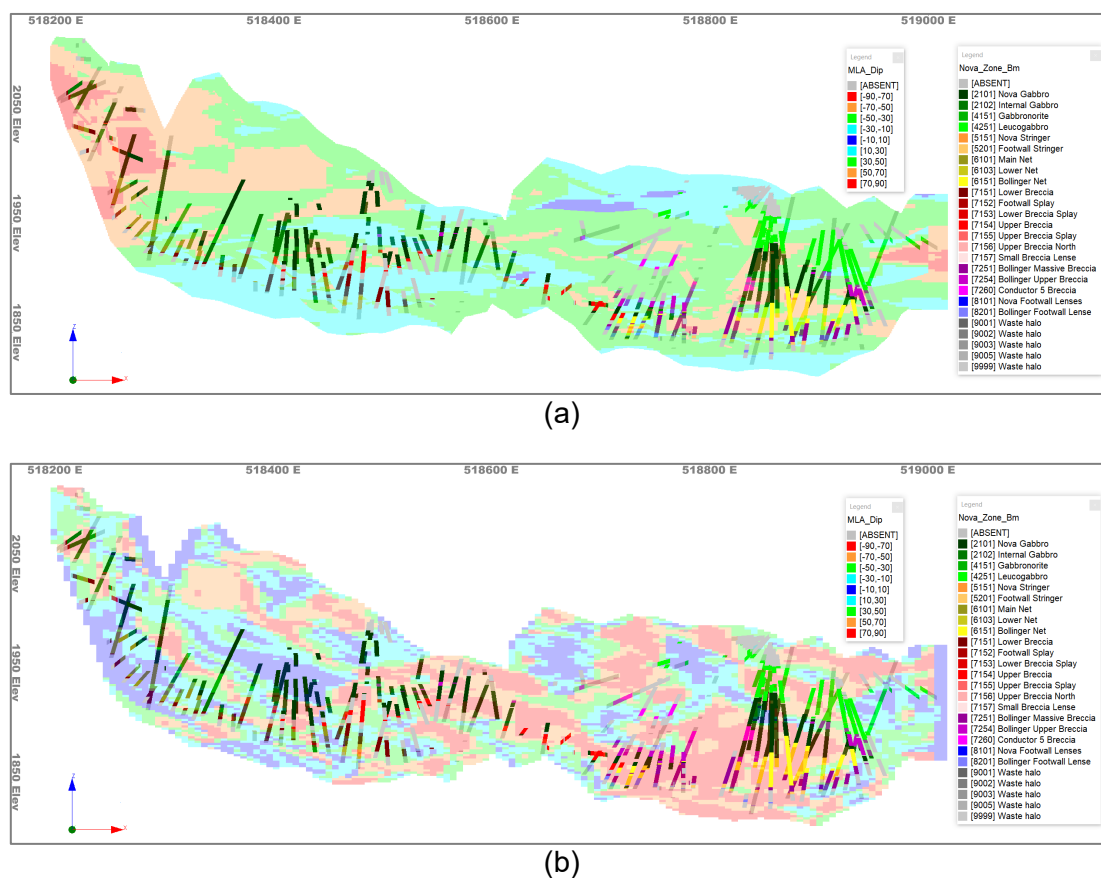 518200 E 518400 E 518600 E 518800 E 519000 E
2050 Elev
1950 Elev
1850 Elev
Legend
MLA_Dip
[ABSENT]
[-90,-70]
[-70,-50]
[-50,-30]
[-30,-10]
[-10,10]
[10,30]
[30,50]
[50,70]
[70,90]
Legend
Nova_Zone_Bm
[ABSENT]
[2101] Nova Gabbro
[2102] Internal Gabbro
[4151] Gabbronorite
[4251] Leucogabbro
[5151] Nova Stringer
[5201] Footwall Stringer
[6101] Main Net
[6103] Lower Net
[6151] Bollinger Net
[7151] Lower Breccia
[7152] Footwall Splay
[7153] Lower Breccia Splay
[7154] Upper Breccia
[7155] Upper Breccia Splay
[7156] Upper Breccia North
[7157] Small Breccia Lense
[7251] Bollinger Massive Breccia
[7254] Bollinger Upper Breccia
[7260] Conductor 5 Breccia
[8101] Nova Footwall Lenses
[8201] Bollinger Footwall Lense
[9001] Waste halo
[9002] Waste halo
[9003] Waste halo
[9005] Waste halo
[9999] Waste halo
z
x
(a)
518200 E 518400 E 518600 E 518800 E 519000 E
2050 Elev
1950 Elev
1850 Elev
Legend
MLA_Dip
[ABSENT]
[-90,-70]
[-70,-50]
[-50,-30]
[-30,-10]
[-10,10]
[10,30]
[30,50]
[50,70]
[70,90]
Legend
Nova_Zone_Bm
[ABSENT]
[2101] Nova Gabbro
[2102] Internal Gabbro
[4151] Gabbronorite
[4251] Leucogabbro
[5151] Nova Stringer
[5201] Footwall Stringer
[6101] Main Net
[6103] Lower Net
[6151] Bollinger Net
[7151] Lower Breccia
[7152] Footwall Splay
[7153] Lower Breccia Splay
[7154] Upper Breccia
[7155] Upper Breccia Splay
[7156] Upper Breccia North
[7157] Small Breccia Lense
[7251] Bollinger Massive Breccia
[7254] Bollinger Upper Breccia
[7260] Conductor 5 Breccia
[8101] Nova Footwall Lenses
[8201] Bollinger Footwall Lense
[9001] Waste halo
[9002] Waste halo
[9003] Waste halo
[9005] Waste halo
[9999] Waste halo
z
x
(b)